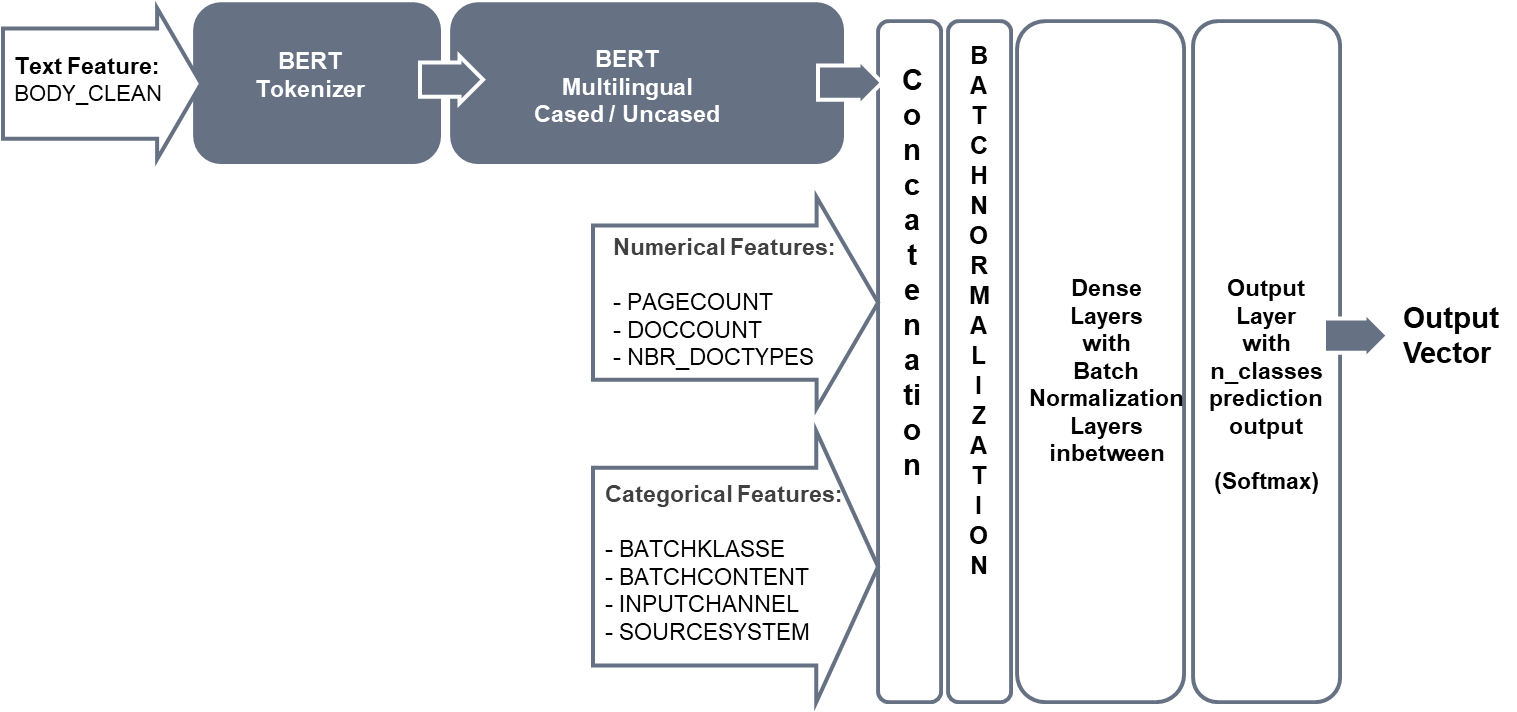 Text Feature:
BODY_CLEAN
BERT
Tokenizer
BERT
Multilingual
Cased / Uncased
Numerical Features:
- PAGECOUNT
- DOCCOUNT
- NBR_DOCTYPES
Categorical Features:
- BATCHKLASSE
- BATCHCONTENT
- INPUTCHANNEL
- SOURCESYSTEM
Concatenation
BATCHNORMALIZATION
Dense
Layers
with
Batch
Normalization
Layers
inbetween
Output
Layer
with
n_classes
prediction
output
(Softmax)
Output
Vector